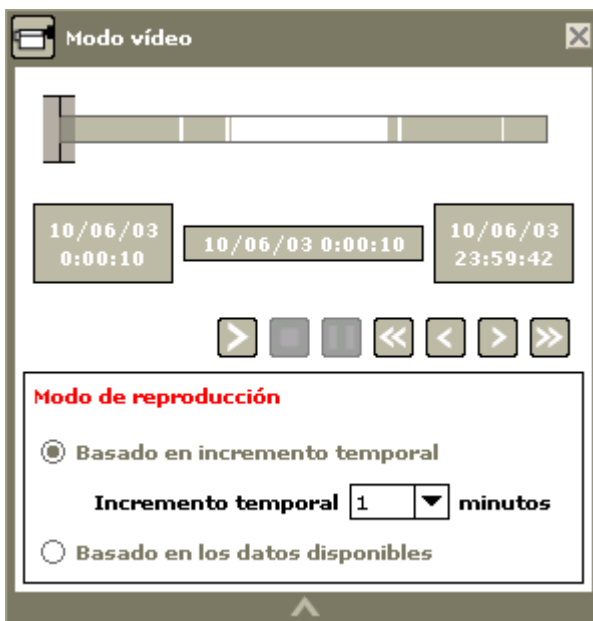 Modo vídeo
10/06/03
0:00:10
10/06/03 0:00:10
10/06/03
23:59:42
Modo de reproducción
Basado en incremento temporal
Incremento temporal 1 minutos
Basado en los datos disponibles